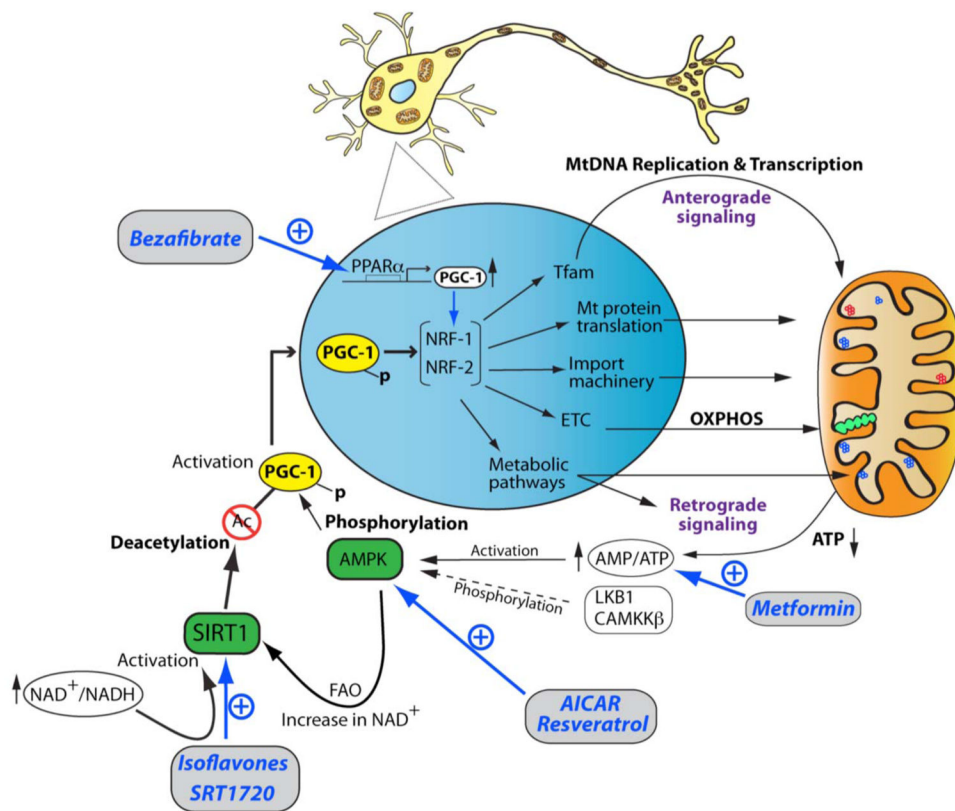 MtDNA Replication & Transcription
Anterograde
signaling
Bezafibrate
PPARα
PGC-1
Tfam
NRF-1
NRF-2
Mt protein
translation
PGC-1
p
Import
machinery
ETC
OXPHOS
Metabolic
pathways
Retrograde
signaling
Activation
PGC-1
p
Ac
Deacetylation
Phosphorylation
AMPK
Activation
AMP/ATP
ATP
Phosphorylation
LKB1
CAMKKβ
Metformin
SIRT1
Activation
NAD+/NADH
FAO
Increase in NAD+
AICAR
Resveratrol
Isoflavones
SRT1720